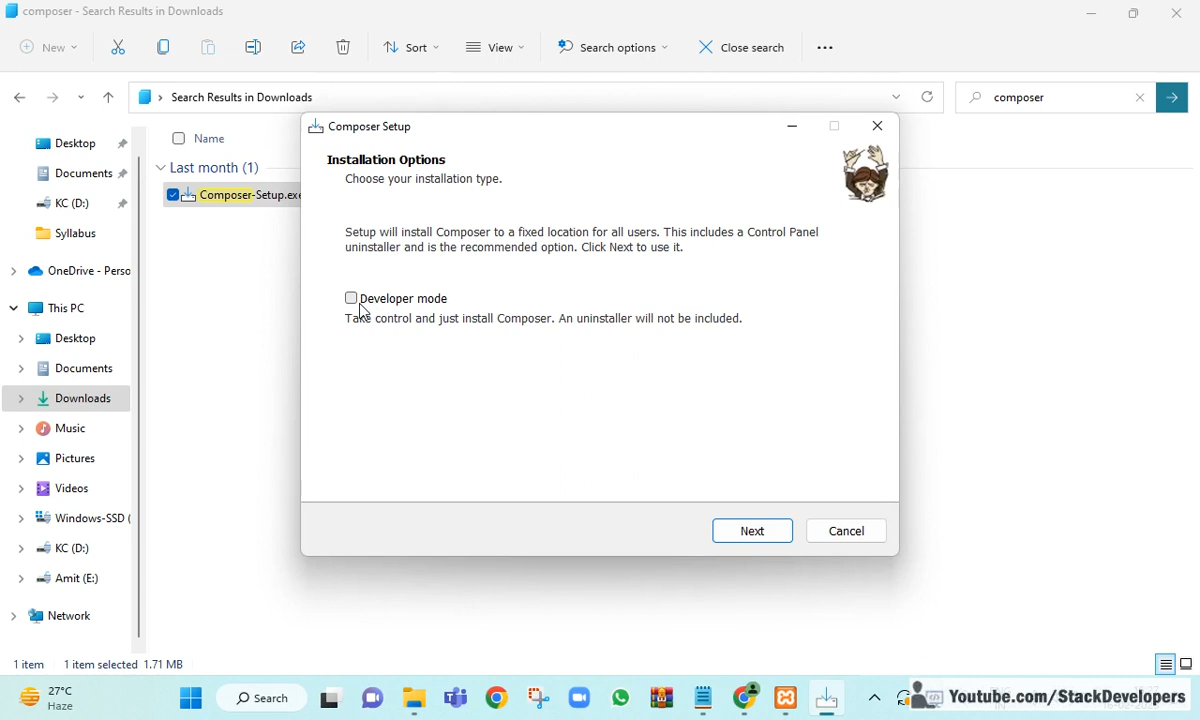 composer - Search Results in Downloads
New
Sort
View
Search options
Close search
Search Results in Downloads
composer
Desktop
Documents
KC (D:)
Syllabus
OneDrive - Perso
This PC
Desktop
Documents
Downloads
Music
Pictures
Videos
Windows-SSD (
KC (D:)
Amit (E:)
Network
Name
Last month (1)
Composer-Setup.exe
Composer Setup
Installation Options
Choose your installation type.
Setup will install Composer to a fixed location for all users. This includes a Control Panel
uninstaller and is the recommended option. Click Next to use it.
Developer mode
Take control and just install Composer. An uninstaller will not be included.
Next
Cancel
1 item
1 item selected 1.71 MB
27°C
Haze
Search
Youtube.com/StackDevelopers